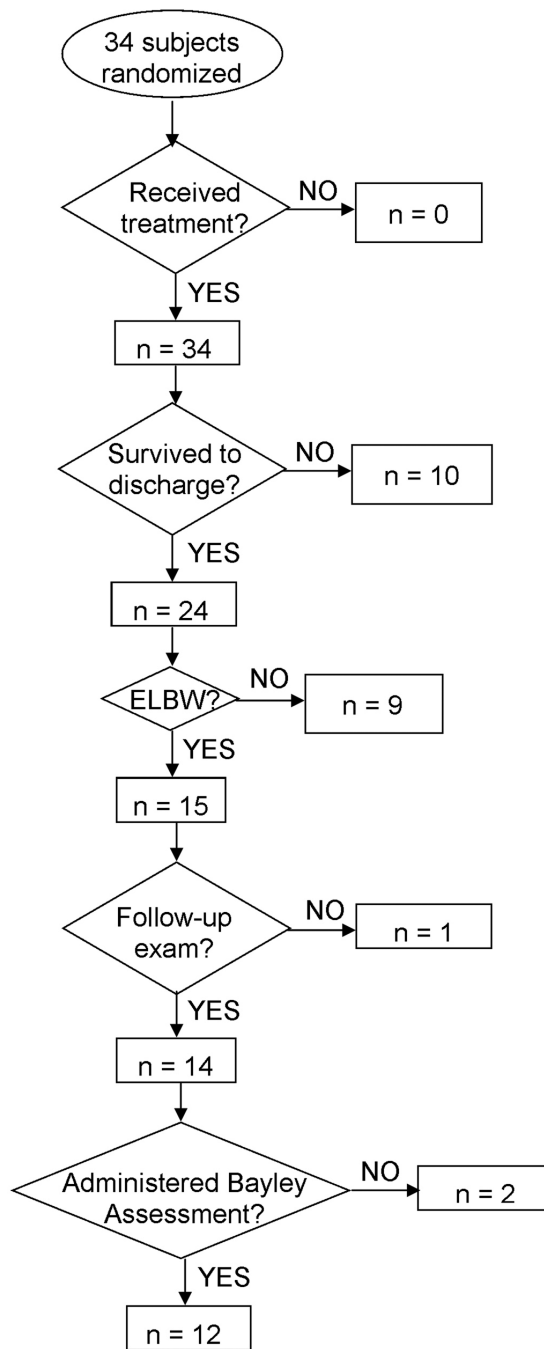 34 subjects
randomized
Received
treatment?
NO
n = 0
YES
n = 34
Survived to
discharge?
NO
n = 10
YES
n = 24
ELBW?
NO
n = 9
YES
n = 15
Follow-up
exam?
NO
n = 1
YES
n = 14
Administered Bayley
Assessment?
NO
n = 2
YES
n = 12